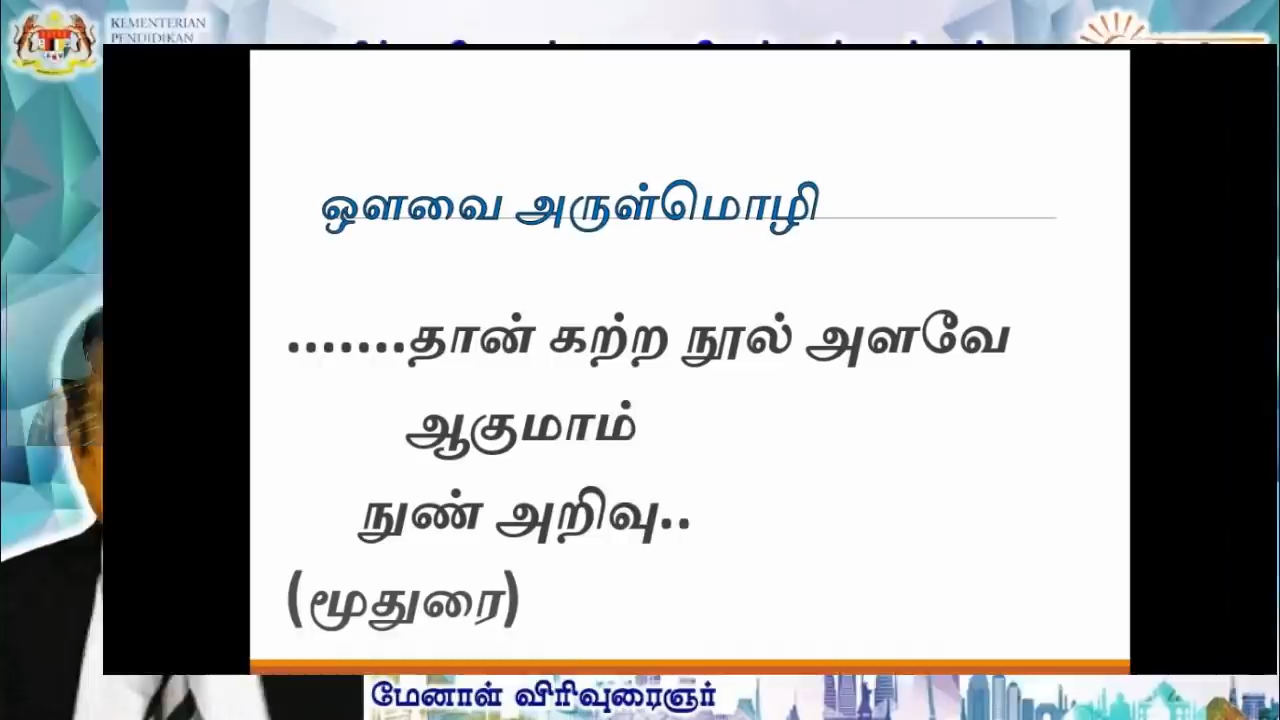 KEMENTERIAN
PENDIDIKAN
ஔவை அருள்மொழி
.......தான் கற்ற நூல் அளவே
ஆகுமாம்
நுண் அறிவு..
(மூதுரை)
மேனாள் விரிவுரைஞர்